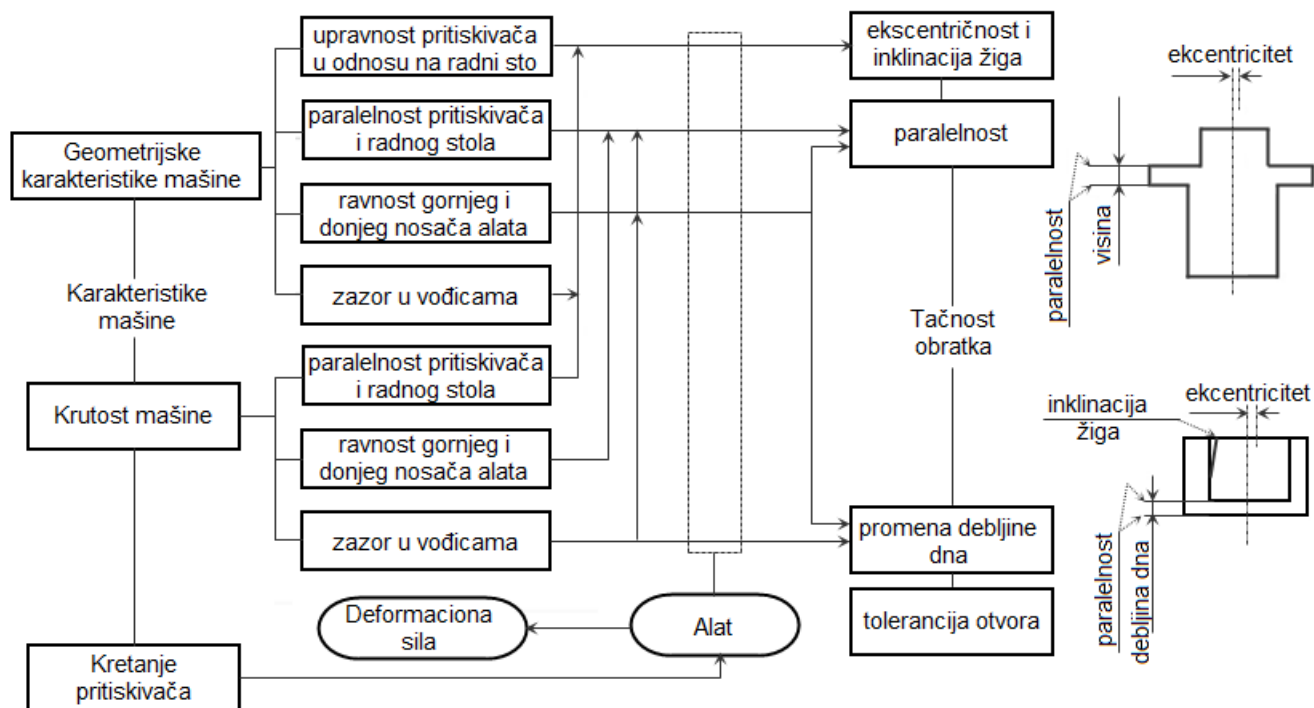 Geometrijske
karakteristike mašine
Karakteristike
mašine
Krutost mašine
Kretanje
pritiskivača
upravnost pritiskivača
u odnosu na radni sto
paralelnost pritiskivača
i radnog stola
ravnost gornjeg i
donjeg nosača alata
zazor u vođicama
paralelnost pritiskivača
i radnog stola
ravnost gornjeg i
donjeg nosača alata
zazor u vođicama
Deformaciona
sila
Alat
ekscentričnost i
inklinacija žiga
paralelnost
Tačnost
obratka
promena debljine
dna
tolerancija otvora
ekcentricitet
paralelnost
visina
ekcentricitet
inklinacija
žiga
paralelnost
debljina dna